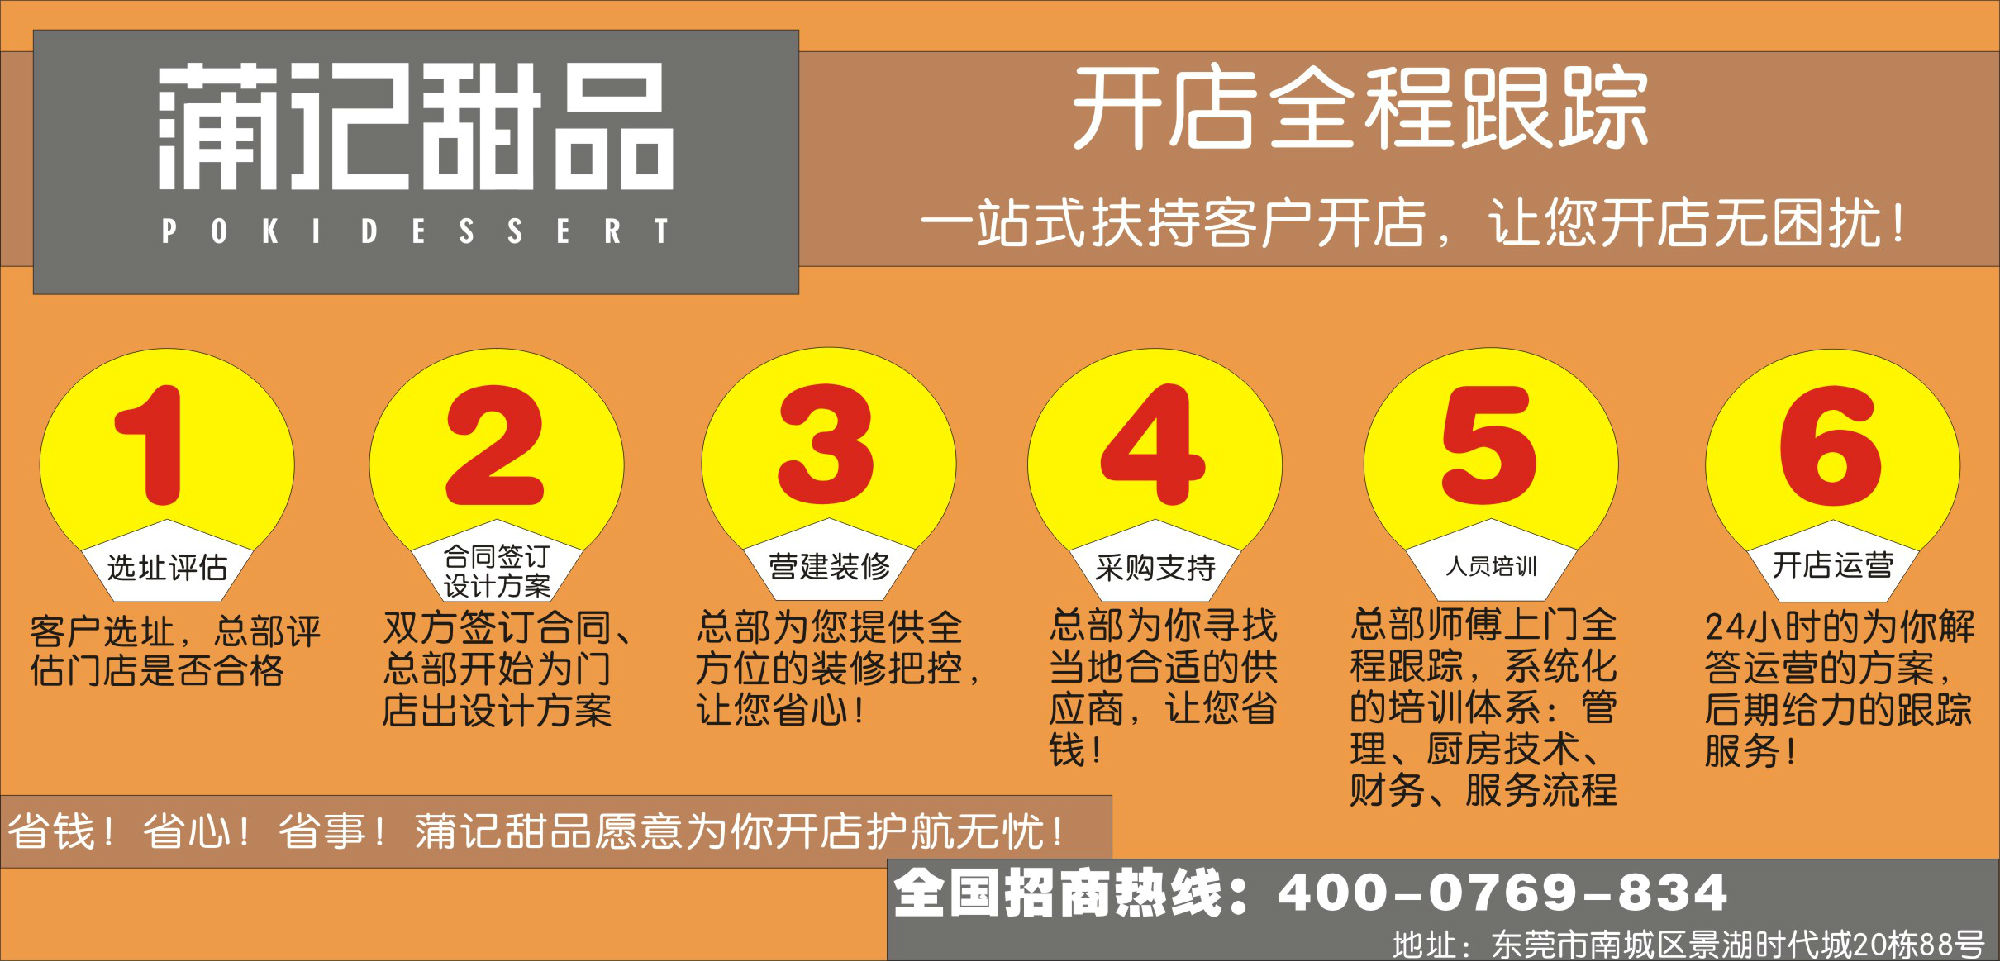 蒲记甜品
POKIDESSERT
开店全程跟踪
一站式扶持客户开店，让您开店无困扰！
1
选址评估
客户选址，总部评
估门店是否合格
2
合同签订
设计方案
双方签订合同、
总部开始为门
店出设计方案
3
营建装修
总部为您提供全
方位的装修把控，
让您省心！
4
采购支持
总部为你寻找
当地合适的供
应商，让您省
钱！
5
人员培训
总部师傅上门全
程跟踪，系统化
的培训体系：管
理、厨房技术、
财务、服务流程
6
开店运营
24小时的为你解
答运营的方案，
后期给力的跟踪
服务！
省钱！省心！省事！蒲记甜品愿意为你开店护航无忧！
全国招商热线：400-0769-834
地址：东莞市南城区景湖时代城20栋88号